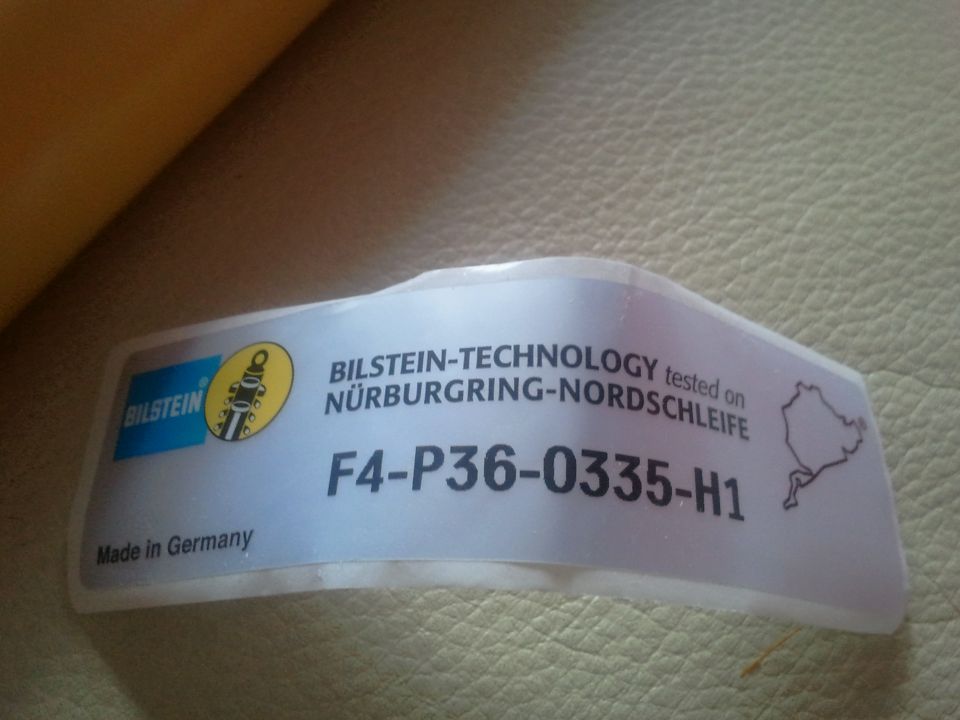 BILSTEIN®
BILSTEIN-TECHNOLOGY tested on
NÜRBURGRING-NORDSCHLEIFE
F4-P36-0335-H1
®
Made in Germany